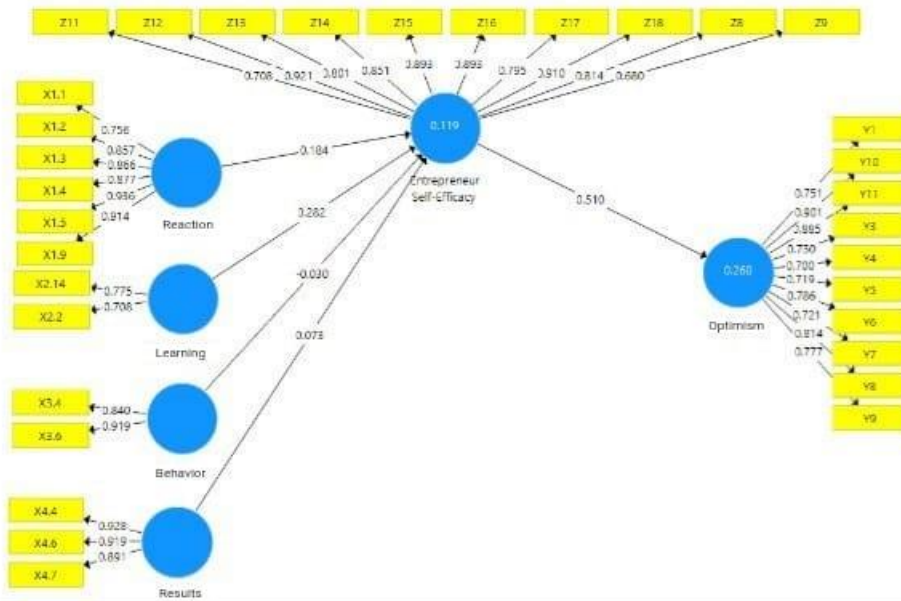 Z11 Z12 Z13 Z14 Z15 Z16 Z17 Z18 Z8 Z9
0.708 0.921 0.801 0.851 0.893 0.893 0.795 0.910 0.814 0.680
X1.1
X1.2
X1.3
X1.4
X1.5
X1.9
0.756
0.857
0.866
0.877
0.936
0.914
Reaction
0.184
0.119
Entrepreneur
Self-Efficacy
X2.14
X2.2
0.775
0.708
Learning
0.282
X3.4
X3.6
0.840
0.919
Behavior
-0.030
X4.4
X4.6
X4.7
0.928
0.919
0.891
Results
0.073
0.510
0.260
Optimism
0.751
0.801
0.885
0.730
0.700
0.719
0.786
0.721
0.814
0.777
Y1
Y10
Y11
Y3
Y4
Y5
Y6
Y7
Y8
Y9